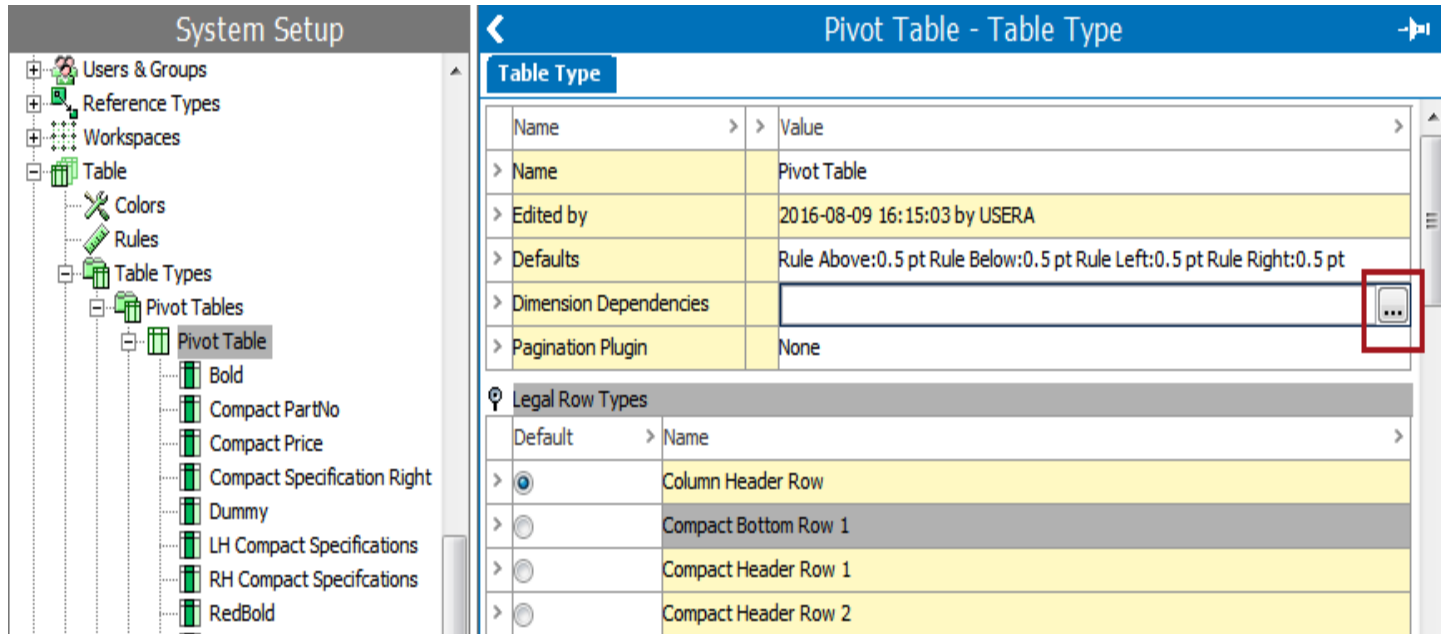 System Setup
Users & Groups
Reference Types
Workspaces
Table
Colors
Rules
Table Types
Pivot Tables
Pivot Table
Bold
Compact PartNo
Compact Price
Compact Specification Right
Dummy
LH Compact Specifications
RH Compact Specifcations
RedBold
Pivot Table - Table Type
Table Type
Name > > Value >
> Name Pivot Table
> Edited by 2016-08-09 16:15:03 by USERA
> Defaults Rule Above:0.5 pt Rule Below:0.5 pt Rule Left:0.5 pt Rule Right:0.5 pt
> Dimension Dependencies ...
> Pagination Plugin None
Legal Row Types
Default > Name >
> Column Header Row
> Compact Bottom Row 1
> Compact Header Row 1
> Compact Header Row 2